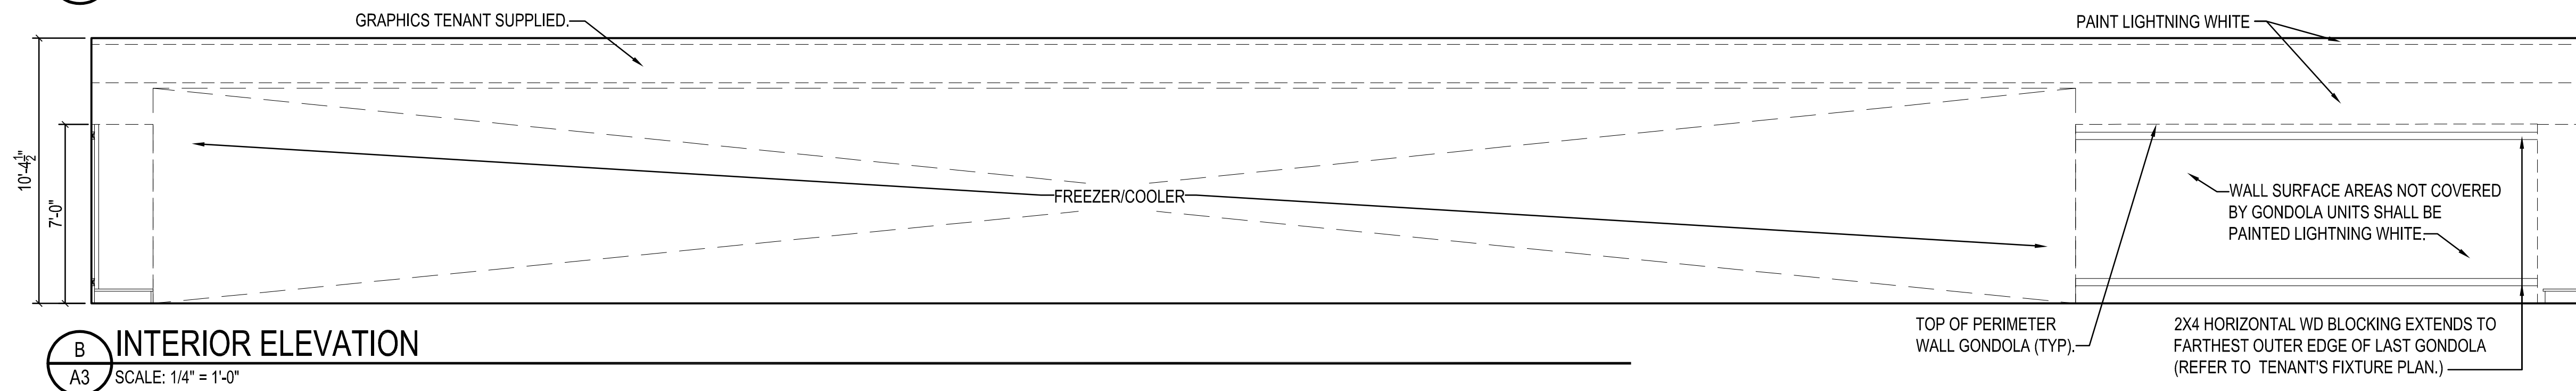 GRAPHICS TENANT SUPPLIED.
PAINT LIGHTNING WHITE
10'-4½"
7'-0"
FREEZER/COOLER
WALL SURFACE AREAS NOT COVERED
BY GONDOLA UNITS SHALL BE
PAINTED LIGHTNING WHITE.
TOP OF PERIMETER
WALL GONDOLA (TYP).
2X4 HORIZONTAL WD BLOCKING EXTENDS TO
FARTHEST OUTER EDGE OF LAST GONDOLA
(REFER TO TENANT'S FIXTURE PLAN.)
B
INTERIOR ELEVATION
A3
SCALE: 1/4" = 1'-0"